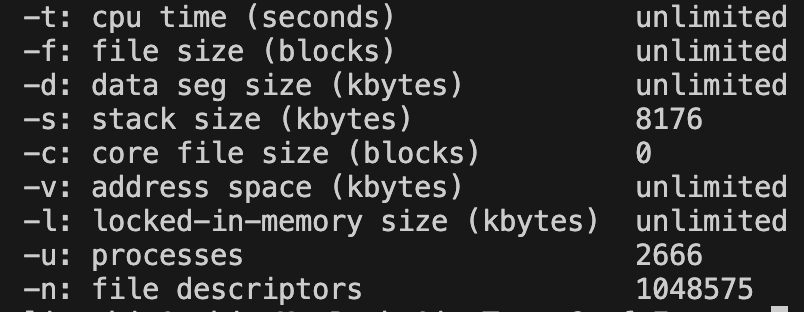 -t: cpu time (seconds) unlimited
-f: file size (blocks) unlimited
-d: data seg size (kbytes) unlimited
-s: stack size (kbytes) 8176
-c: core file size (blocks) 0
-v: address space (kbytes) unlimited
-l: locked-in-memory size (kbytes) unlimited
-u: processes 2666
-n: file descriptors 1048575